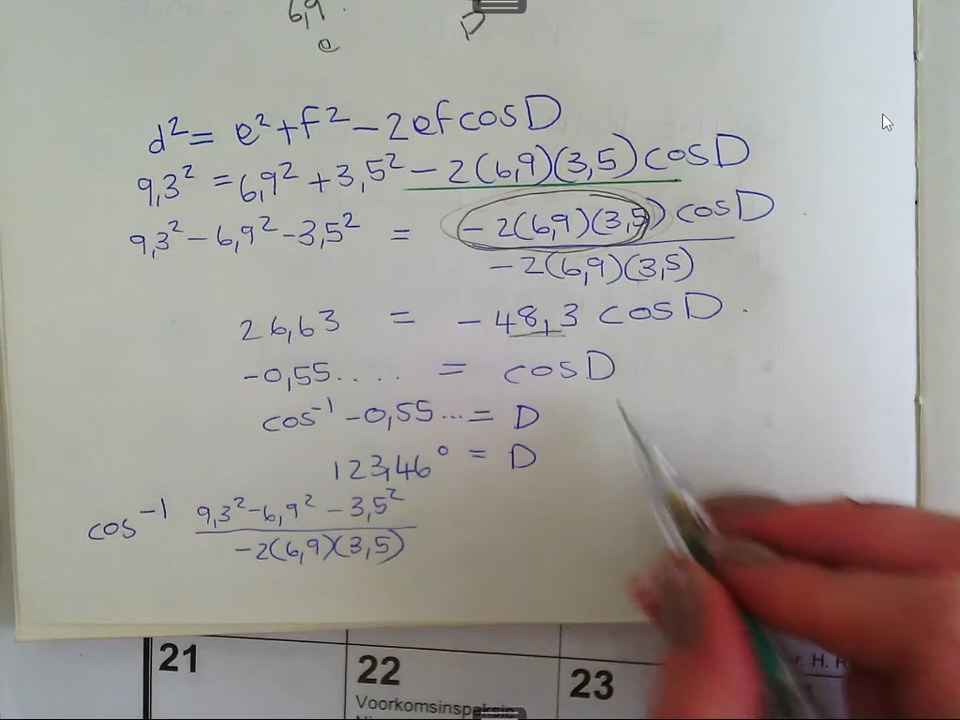 6,9
e D
d² = e² + f² - 2ef cos D
9,3² = 6,9² + 3,5² - 2(6,9)(3,5) cos D
9,3² - 6,9² - 3,5² = - 2(6,9)(3,5) cos D
- 2(6,9)(3,5)
26,63 = - 48,3 cos D .
-0,55.... = cos D
cos⁻¹ -0,55... = D
123,46° = D
cos⁻¹ 9,3² - 6,9² - 3,5²
-2(6,9)(3,5)
21 22 23
Voorkomsinspeksie